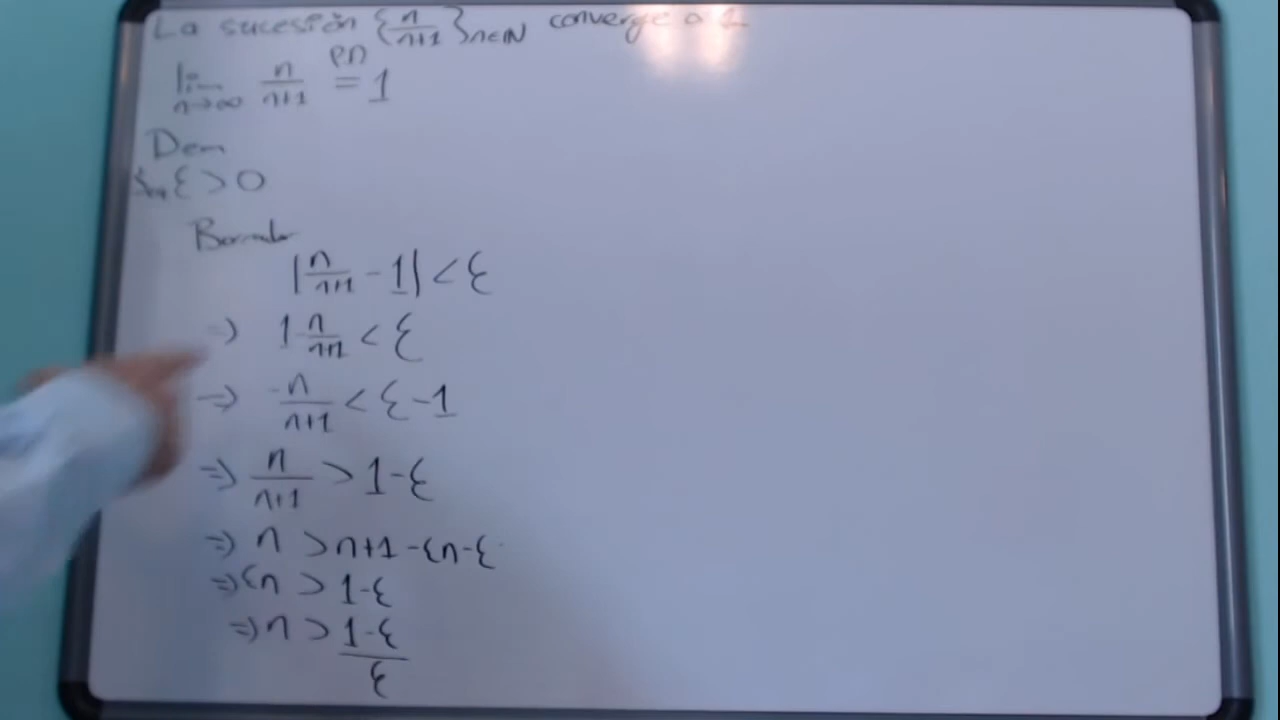 La sucesión {n/n+1}n∈ℕ converge a 1
lim n→∞ n/n+1 = 1
PD
Dem
Sea ε > 0
Borrador
|n/n+1 - 1| < ε
⇒ 1 - n/n+1 < ε
⇒ -n/n+1 < ε - 1
⇒ n/n+1 > 1 - ε
⇒ n > n+1 - εn - ε
⇒ εn > 1 - ε
⇒ n > 1-ε/ε